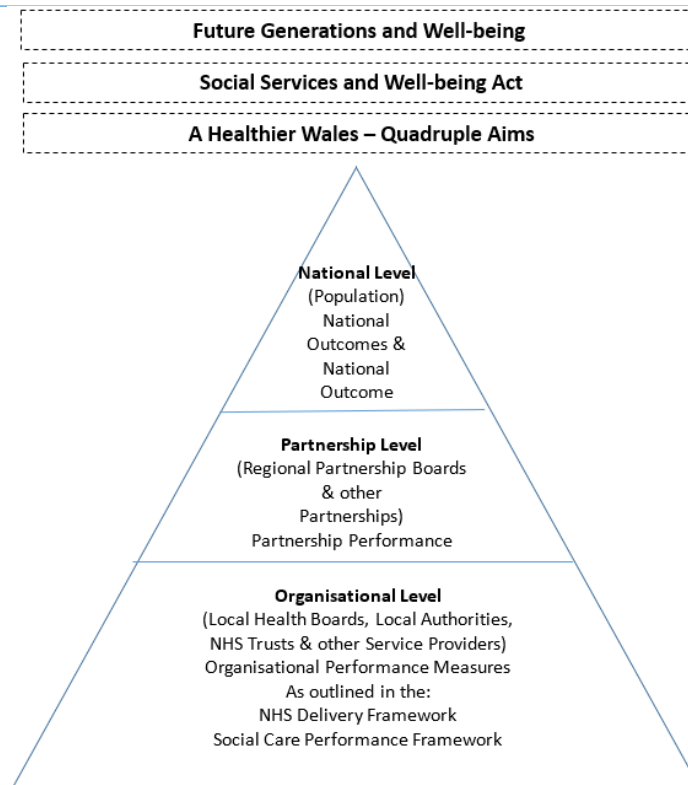 Future Generations and Well-being
Social Services and Well-being Act
A Healthier Wales – Quadruple Aims
National Level
(Population)
National
Outcomes &
National
Outcome
Partnership Level
(Regional Partnership Boards
& other
Partnerships)
Partnership Performance
Organisational Level
(Local Health Boards, Local Authorities,
NHS Trusts & other Service Providers)
Organisational Performance Measures
As outlined in the:
NHS Delivery Framework
Social Care Performance Framework